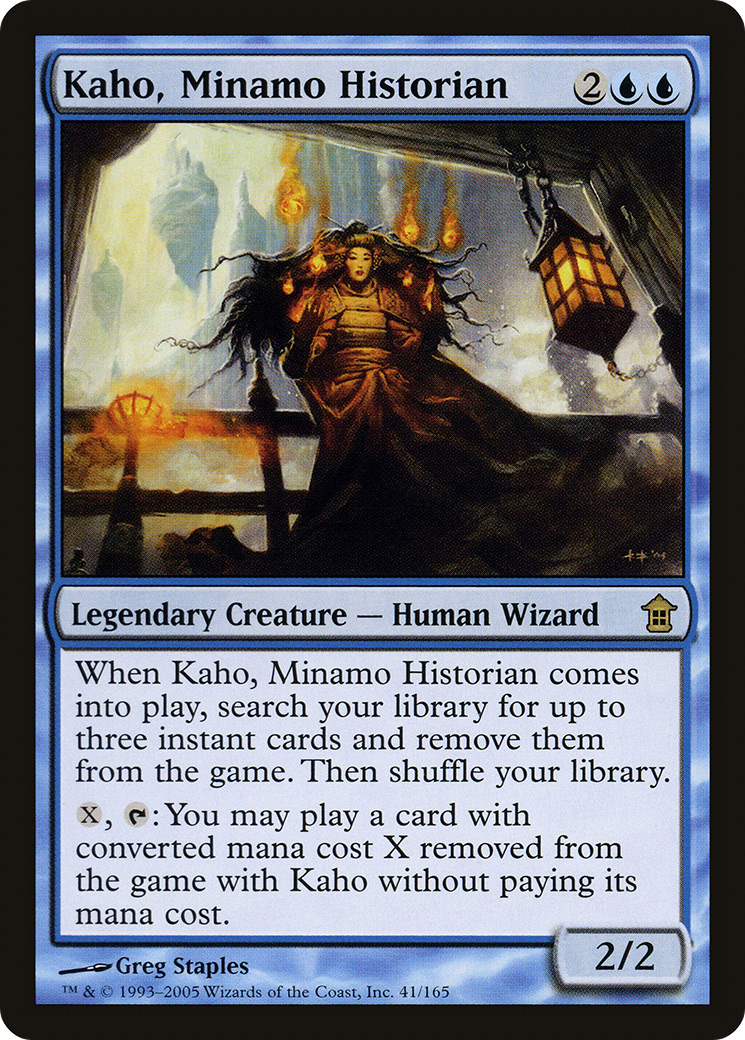 Kaho, Minamo Historian 2
Legendary Creature — Human Wizard
When Kaho, Minamo Historian comes
into play, search your library for up to
three instant cards and remove them
from the game. Then shuffle your library.
X, : You may play a card with
converted mana cost X removed from
the game with Kaho without paying its
mana cost.
2/2
Greg Staples
™ & © 1993–2005 Wizards of the Coast, Inc. 41/165